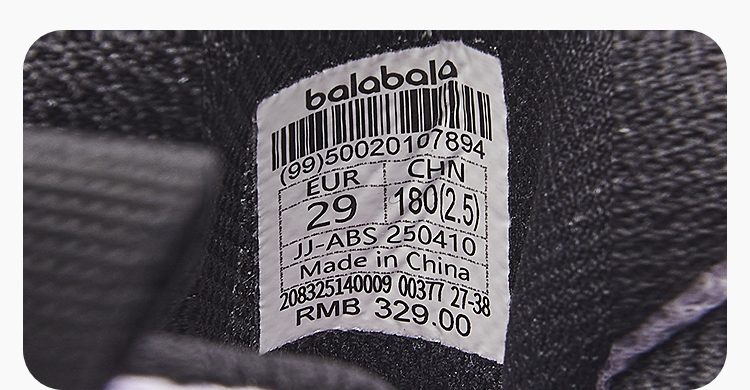 balabala
(99)50020107894
EUR CHN
29 180(2.5)
JJ-ABS 250410
Made in China
208325140009 00377 27-38
RMB 329.00